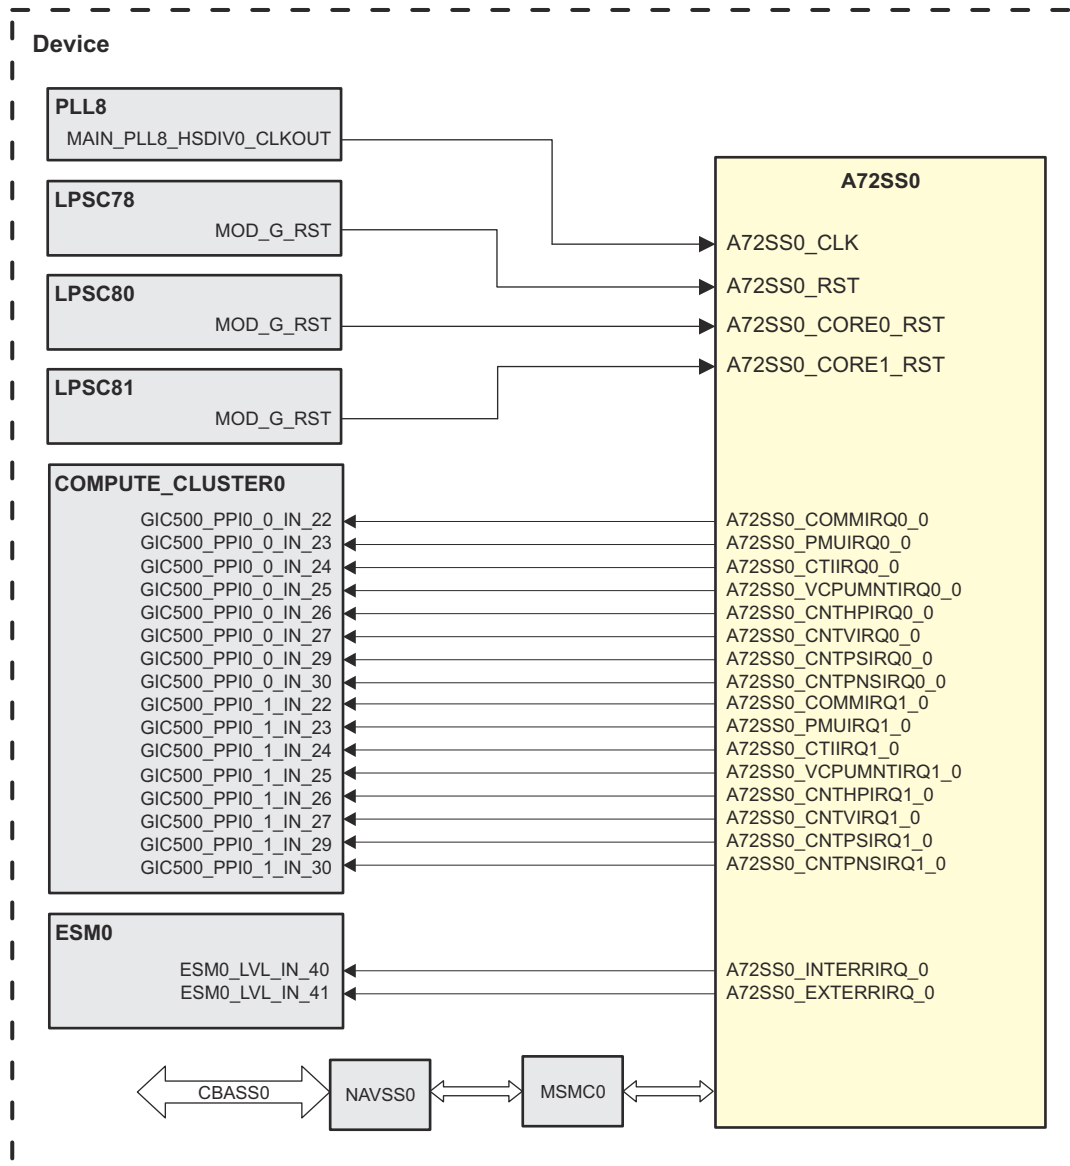 Device
PLL8
MAIN_PLL8_HSDIV0_CLKOUT
LPSC78
MOD_G_RST
LPSC80
MOD_G_RST
LPSC81
MOD_G_RST
COMPUTE_CLUSTER0
GIC500_PPI0_0_IN_22
GIC500_PPI0_0_IN_23
GIC500_PPI0_0_IN_24
GIC500_PPI0_0_IN_25
GIC500_PPI0_0_IN_26
GIC500_PPI0_0_IN_27
GIC500_PPI0_0_IN_29
GIC500_PPI0_0_IN_30
GIC500_PPI0_1_IN_22
GIC500_PPI0_1_IN_23
GIC500_PPI0_1_IN_24
GIC500_PPI0_1_IN_25
GIC500_PPI0_1_IN_26
GIC500_PPI0_1_IN_27
GIC500_PPI0_1_IN_29
GIC500_PPI0_1_IN_30
ESM0
ESM0_LVL_IN_40
ESM0_LVL_IN_41
A72SS0
A72SS0_CLK
A72SS0_RST
A72SS0_CORE0_RST
A72SS0_CORE1_RST
A72SS0_COMMIRQ0_0
A72SS0_PMUIRQ0_0
A72SS0_CTIIRQ0_0
A72SS0_VCPUMNTIRQ0_0
A72SS0_CNTHPIRQ0_0
A72SS0_CNTVIRQ0_0
A72SS0_CNTPSIRQ0_0
A72SS0_CNTPNSIRQ0_0
A72SS0_COMMIRQ1_0
A72SS0_PMUIRQ1_0
A72SS0_CTIIRQ1_0
A72SS0_VCPUMNTIRQ1_0
A72SS0_CNTHPIRQ1_0
A72SS0_CNTVIRQ1_0
A72SS0_CNTPSIRQ1_0
A72SS0_CNTPNSIRQ1_0
A72SS0_INTERRIRQ_0
A72SS0_EXTERRIRQ_0
CBASS0
NAVSS0
MSMC0